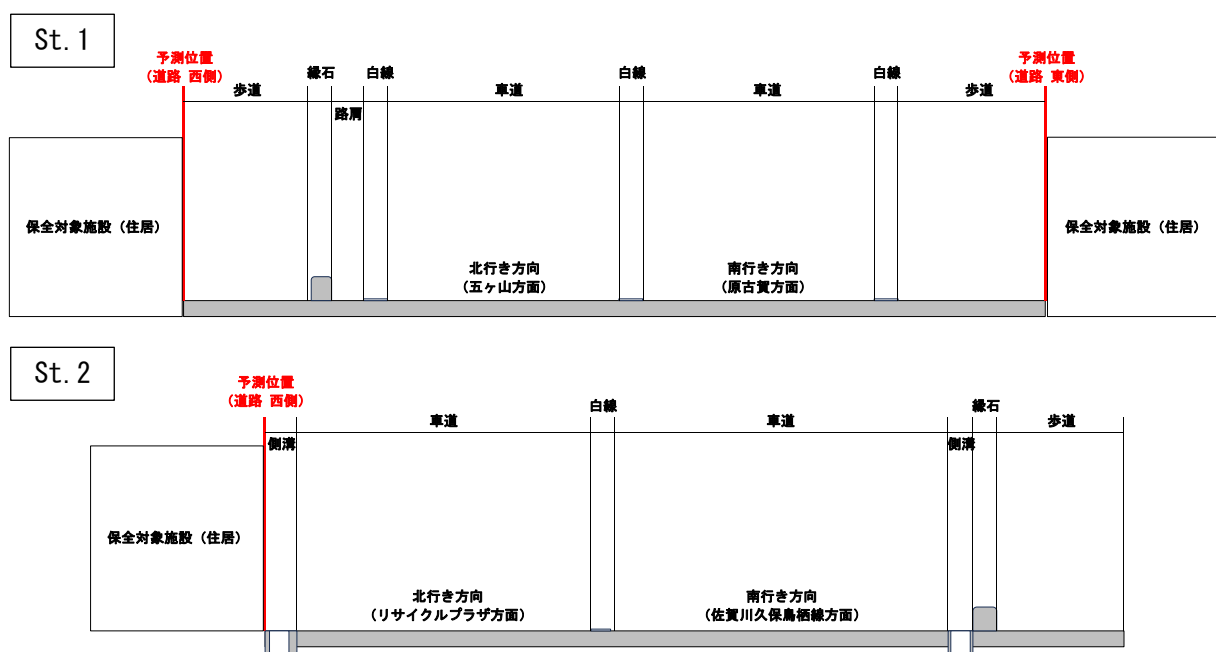 St.1
予測位置
(道路 西側)
予測位置
(道路 東側)
縁石
白線
白線
白線
歩道
車道
車道
歩道
路肩
保全対象施設（住居）
保全対象施設（住居）
北行き方向
(五ヶ山方面)
南行き方向
(原古賀方面)
St.2
予測位置
(道路 西側)
白線
縁石
車道
車道
歩道
側溝
側溝
保全対象施設（住居）
北行き方向
(リサイクルプラザ方面)
南行き方向
(佐賀川久保鳥栖線方面)